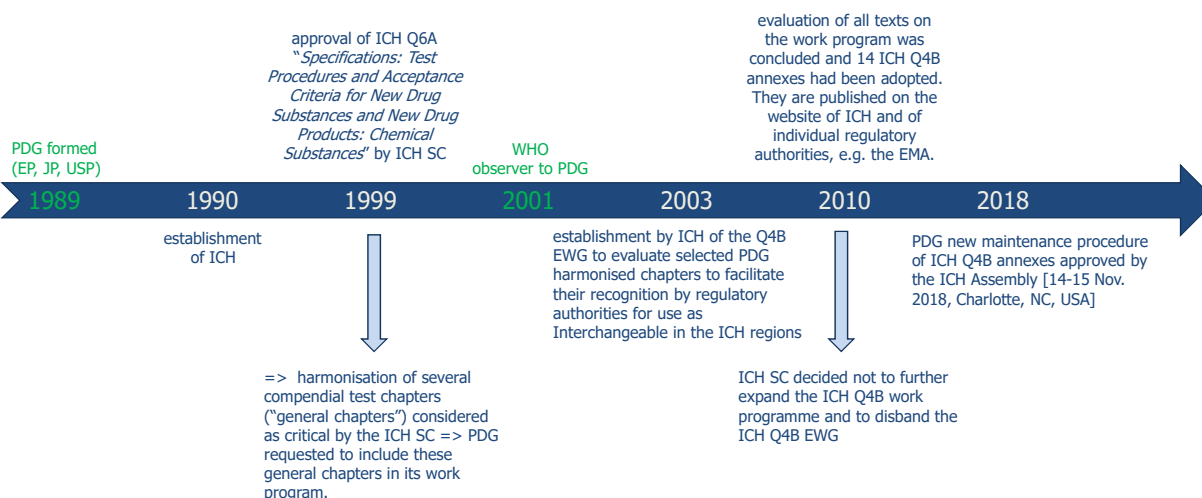 approval of ICH Q6A
"Specifications: Test
Procedures and Acceptance
Criteria for New Drug
Substances and New Drug
Products: Chemical
Substances" by ICH SC
evaluation of all texts on
the work program was
concluded and 14 ICH Q4B
annexes had been adopted.
They are published on the
website of ICH and of
individual regulatory
authorities, e.g. the EMA.
PDG formed
(EP, JP, USP)
WHO
observer to PDG
1989
1990
1999
2001
2003
2010
2018
establishment
of ICH
establishment by ICH of the Q4B
EWG to evaluate selected PDG
harmonised chapters to facilitate
their recognition by regulatory
authorities for use as
Interchangeable in the ICH regions
PDG new maintenance procedure
of ICH Q4B annexes approved by
the ICH Assembly [14-15 Nov.
2018, Charlotte, NC, USA]
=> harmonisation of several
compendial test chapters
("general chapters") considered
as critical by the ICH SC => PDG
requested to include these
general chapters in its work
program.
ICH SC decided not to further
expand the ICH Q4B work
programme and to disband the
ICH Q4B EWG